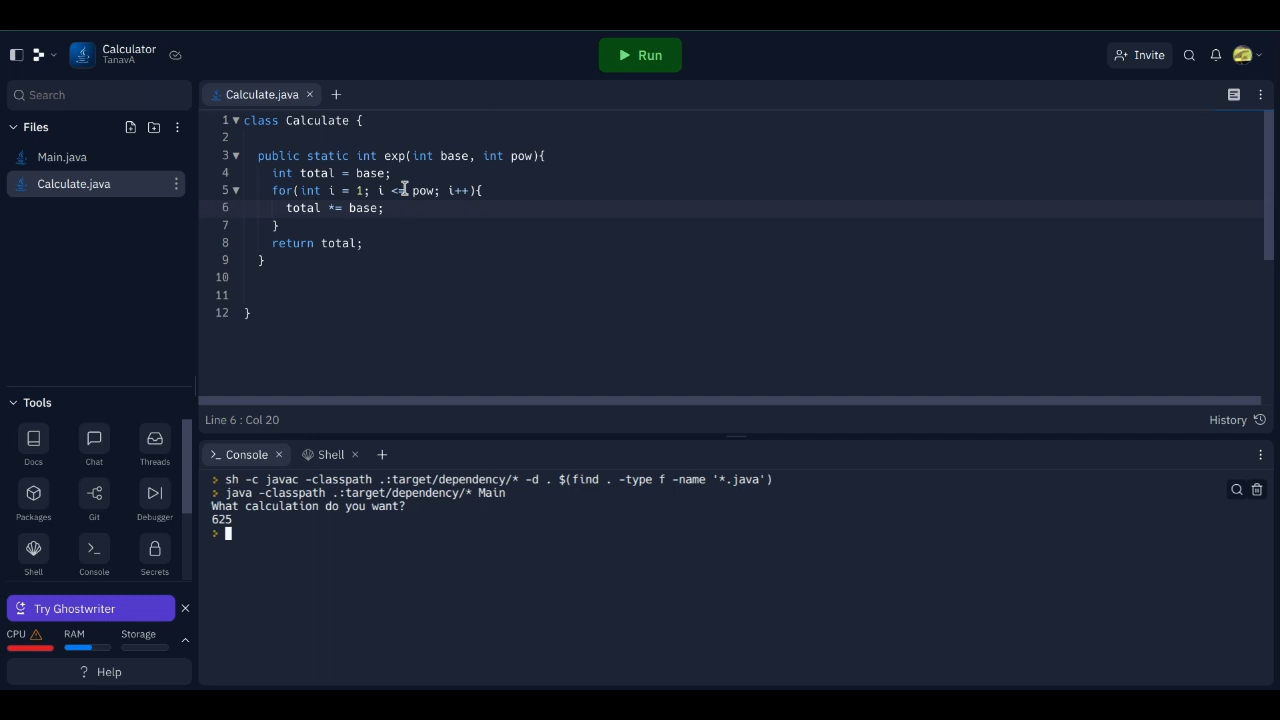 Calculator
TanavA
Run
Invite
Search
Files
Main.java
Calculate.java
Calculate.java
1 class Calculate {
2
3 public static int exp(int base, int pow){
4 int total = base;
5 for(int i = 1; i <= pow; i++){
6 total *= base;
7 }
8 return total;
9 }
10
11
12 }
Line 6 : Col 20
History
Tools
Docs Chat Threads
Packages Git Debugger
Shell Console Secrets
Try Ghostwriter
CPU RAM Storage
? Help
Console
Shell
> sh -c javac -classpath .:target/dependency/* -d . $(find . -type f -name '*.java')
> java -classpath .:target/dependency/* Main
What calculation do you want?
625
>